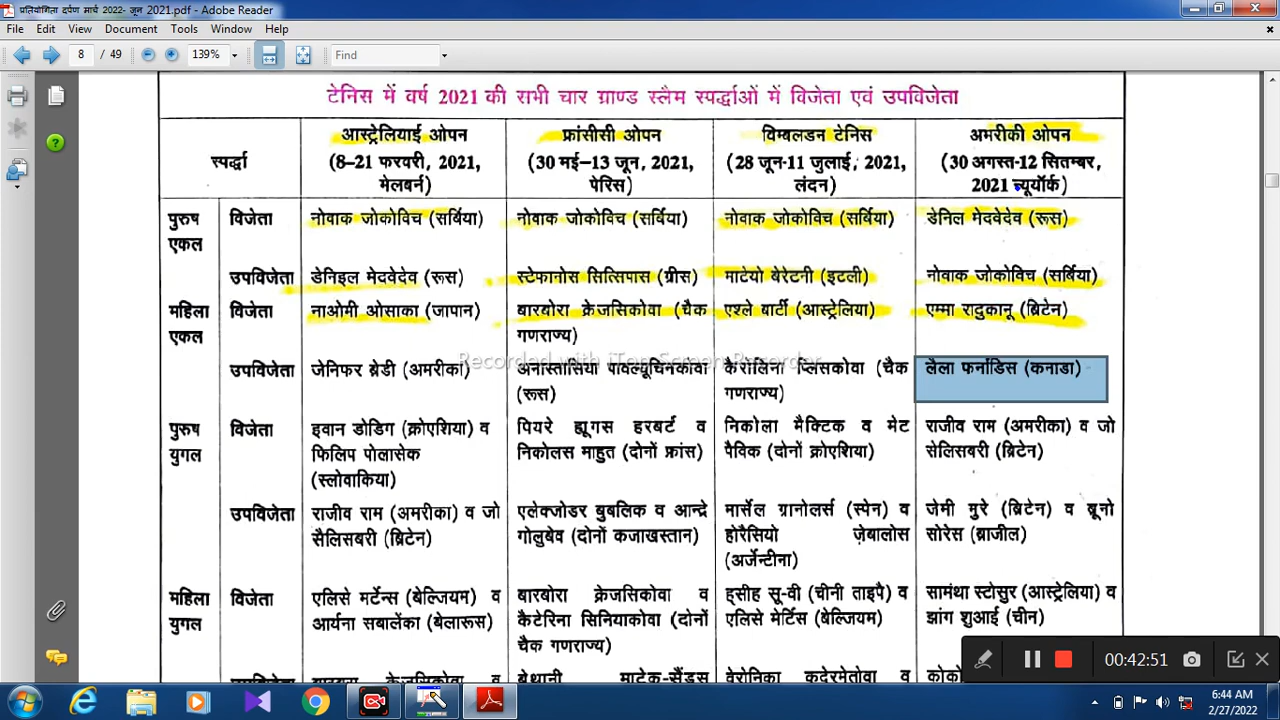 प्रतियोगिता दर्पण मार्च 2022- जून 2021.pdf - Adobe Reader
File Edit View Document Tools Window Help
8 / 49 139% Find
टेनिस में वर्ष 2021 की सभी चार ग्राण्ड स्लैम स्पर्द्धाओं में विजेता एवं उपविजेता
स्पर्द्धा
आस्ट्रेलियाई ओपन
(8–21 फरवरी, 2021,
मेलबर्न)
फ्रांसीसी ओपन
(30 मई–13 जून, 2021,
पेरिस)
विम्बलडन टेनिस
(28 जून-11 जुलाई, 2021,
लंदन)
अमरीकी ओपन
(30 अगस्त-12 सितम्बर,
2021 न्यूयॉर्क)
पुरुष
एकल
विजेता
नोवाक जोकोविच (सर्बिया)
नोवाक जोकोविच (सर्बिया)
नोवाक जोकोविच (सर्बिया)
डेनिल मेदवेदेव (रूस)
उपविजेता
डेनिइल मेदवेदेव (रूस)
स्टेफानोस सित्सिपास (ग्रीस)
माटेयो बेरेटनी (इटली)
नोवाक जोकोविच (सर्बिया)
महिला
एकल
विजेता
नाओमी ओसाका (जापान)
बारबोरा क्रेजसिकोवा (चैक
गणराज्य)
एश्ले बार्टी (आस्ट्रेलिया)
एम्मा रादुकानू (ब्रिटेन)
Recorded with iTop Screen Recorder
उपविजेता
जेनिफर ब्रेडी (अमरीका)
अनास्तासिया पावल्यूचिनकोवा
(रूस)
कैरोलिना प्लिसकोवा (चैक
गणराज्य)
लैला फर्नांडिस (कनाडा)
पुरुष
युगल
विजेता
इवान डोडिग (क्रोएशिया) व
फिलिप पोलासेक
(स्लोवाकिया)
पियरे ह्यूगस हरबर्ट व
निकोलस माहुत (दोनों फ्रांस)
निकोला मैक्टिक व मेट
पैविक (दोनों क्रोएशिया)
राजीव राम (अमरीका) व जो
सेलिसबरी (ब्रिटेन)
उपविजेता
राजीव राम (अमरीका) व जो
सैलिसबरी (ब्रिटेन)
एलेक्जोडर बुबलिक व आन्द्रे
गोलुबेव (दोनों कजाखस्तान)
मार्सेल ग्रानोलर्स (स्पेन) व
होरैसियो ज़ेबालोस
(अर्जेन्टीना)
जेमी मुरे (ब्रिटेन) व ब्रूनो
सोरेस (ब्राजील)
महिला
युगल
विजेता
एलिसे मर्टेन्स (बेल्जियम) व
आर्यना सबालेंका (बेलारूस)
बारबोरा क्रेजसिकोवा व
कैटेरिना सिनियाकोवा (दोनों
चैक गणराज्य)
ह्सीह सू-वी (चीनी ताइपै) व
एलिसे मेर्टिस (बेल्जियम)
सामंथा स्टोसुर (आस्ट्रेलिया) व
झांग शुआई (चीन)
00:42:51
6:44 AM
2/27/2022